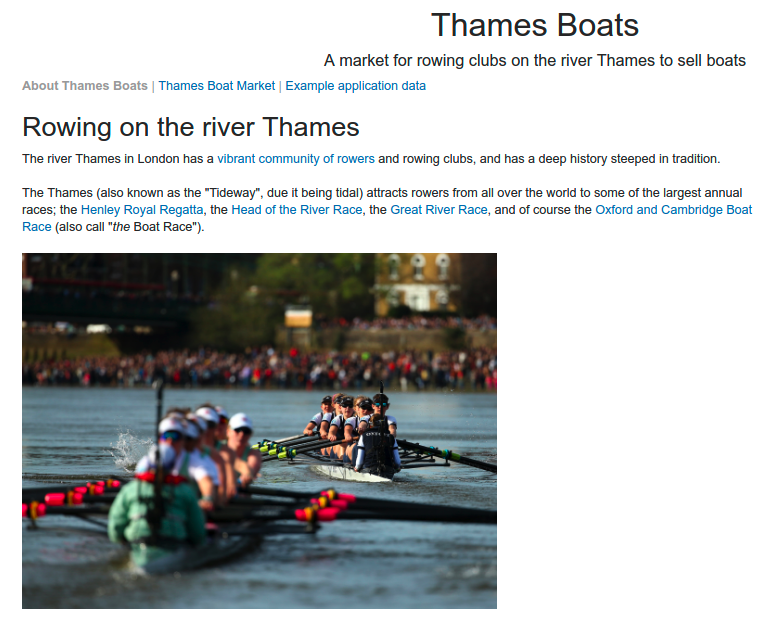 Thames Boats
A market for rowing clubs on the river Thames to sell boats
About Thames Boats | Thames Boat Market | Example application data
Rowing on the river Thames
The river Thames in London has a vibrant community of rowers and rowing clubs, and has a deep history steeped in tradition.
The Thames (also known as the "Tideway", due it being tidal) attracts rowers from all over the world to some of the largest annual
races; the Henley Royal Regatta, the Head of the River Race, the Great River Race, and of course the Oxford and Cambridge Boat
Race (also call "the Boat Race").